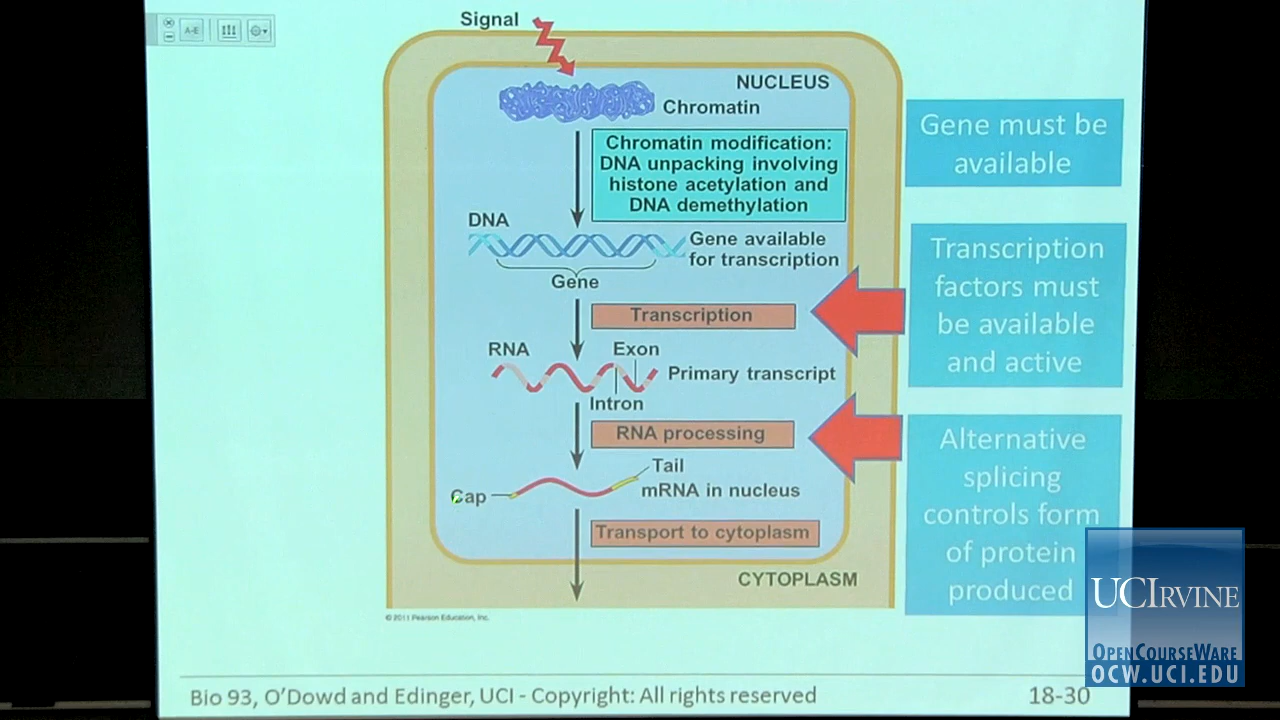 Signal
A-E
NUCLEUS
Chromatin
Chromatin modification:
DNA unpacking involving
histone acetylation and
DNA demethylation
DNA
Gene available
for transcription
Gene
Transcription
RNA
Exon
Primary transcript
Intron
RNA processing
Tail
Cap
mRNA in nucleus
Transport to cytoplasm
CYTOPLASM
© 2011 Pearson Education, Inc.
Gene must be
available
Transcription
factors must
be available
and active
Alternative
splicing
controls form
of protein
produced
UCIRVINE
OPENCOURSEWARE
OCW.UCI.EDU
Bio 93, O'Dowd and Edinger, UCI - Copyright: All rights reserved
18-30